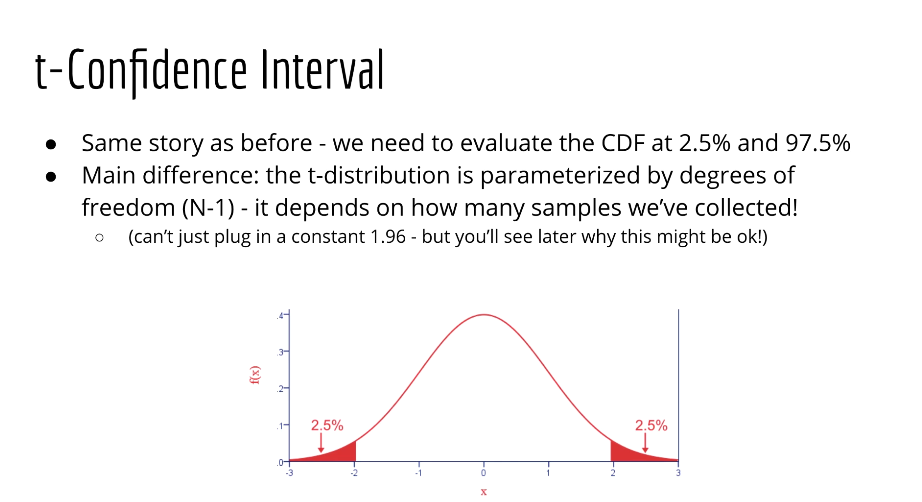 t-Confidence Interval
● Same story as before - we need to evaluate the CDF at 2.5% and 97.5%
● Main difference: the t-distribution is parameterized by degrees of
freedom (N-1) - it depends on how many samples we've collected!
○ (can't just plug in a constant 1.96 - but you'll see later why this might be ok!)
.4
.3
f(x)
.2
.1
2.5%
2.5%
.0
-3 -2 -1 0 1 2 3
x